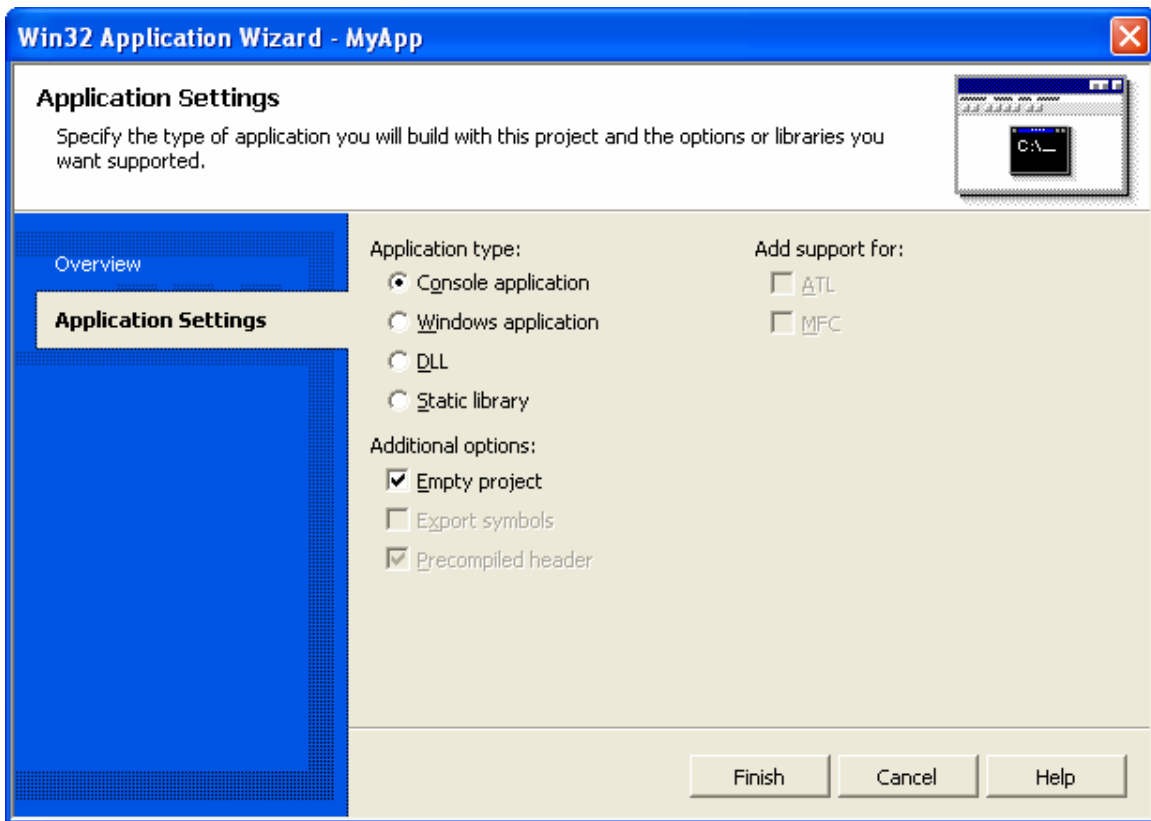 Win32 Application Wizard - MyApp
Application Settings
Specify the type of application you will build with this project and the options or libraries you
want supported.
C:\_
Overview
Application Settings
Application type:
Console application
Windows application
DLL
Static library
Additional options:
Empty project
Export symbols
Precompiled header
Add support for:
ATL
MFC
Finish
Cancel
Help